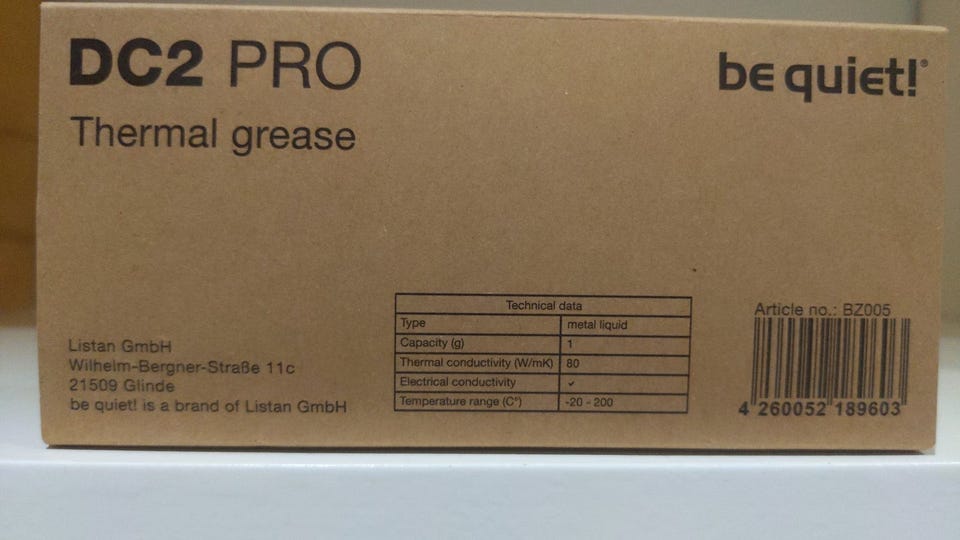 DC2 PRO
be quiet!®
Thermal grease
Technical data
Type metal liquid
Capacity (g) 1
Thermal conductivity (W/mK) 80
Electrical conductivity ✓
Temperature range (C°) -20 - 200
Listan GmbH
Wilhelm-Bergner-Straße 11c
21509 Glinde
be quiet! is a brand of Listan GmbH
Article no.: BZ005
4 260052 189603